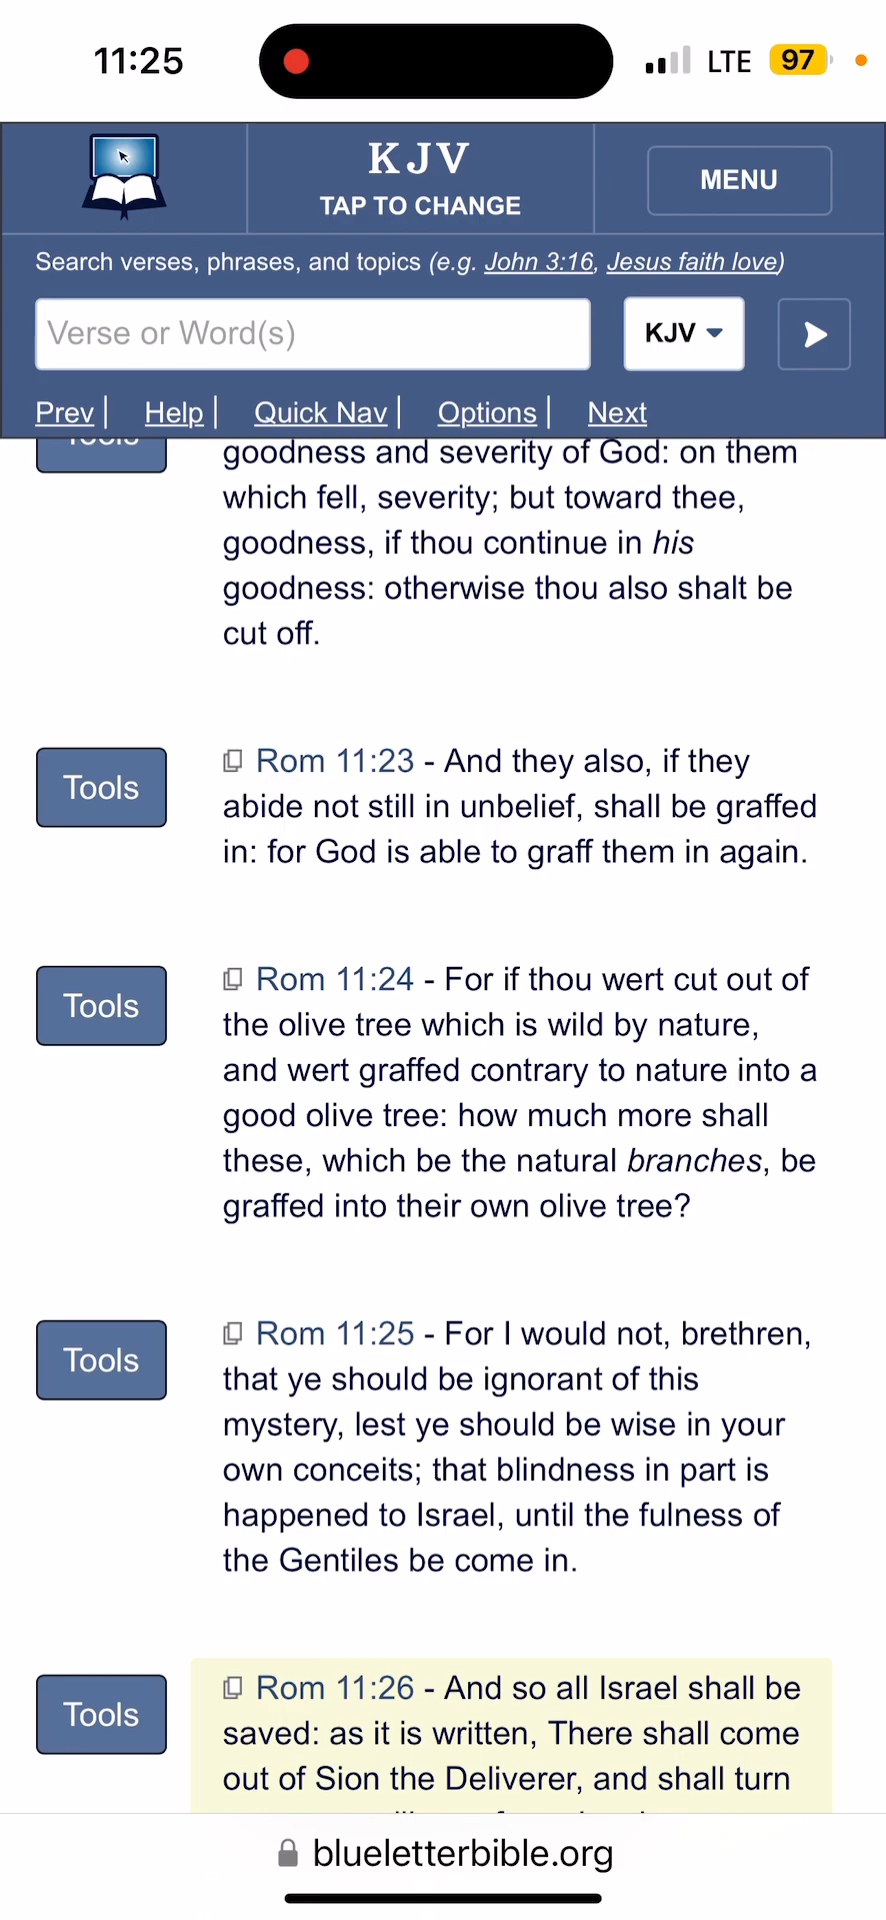 11:25
LTE 97
KJV
TAP TO CHANGE
MENU
Search verses, phrases, and topics (e.g. John 3:16, Jesus faith love)
Verse or Word(s)
KJV
Prev | Help | Quick Nav | Options | Next
Tools
goodness and severity of God: on them
which fell, severity; but toward thee,
goodness, if thou continue in his
goodness: otherwise thou also shalt be
cut off.
Tools
Rom 11:23 - And they also, if they
abide not still in unbelief, shall be graffed
in: for God is able to graff them in again.
Tools
Rom 11:24 - For if thou wert cut out of
the olive tree which is wild by nature,
and wert graffed contrary to nature into a
good olive tree: how much more shall
these, which be the natural branches, be
graffed into their own olive tree?
Tools
Rom 11:25 - For I would not, brethren,
that ye should be ignorant of this
mystery, lest ye should be wise in your
own conceits; that blindness in part is
happened to Israel, until the fulness of
the Gentiles be come in.
Tools
Rom 11:26 - And so all Israel shall be
saved: as it is written, There shall come
out of Sion the Deliverer, and shall turn
blueletterbible.org